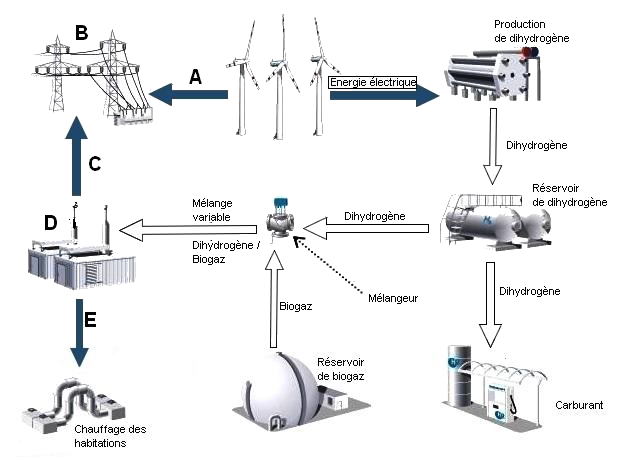 B
Production
de dihydrogène
A
Energie électrique
Dihydrogène
C
Réservoir
de dihydrogène
H₂
D
Mélange
variable
Dihydrogène /
Biogaz
Dihydrogène
Mélangeur
Dihydrogène
Biogaz
E
Réservoir
de biogaz
Carburant
Chauffage des
habitations